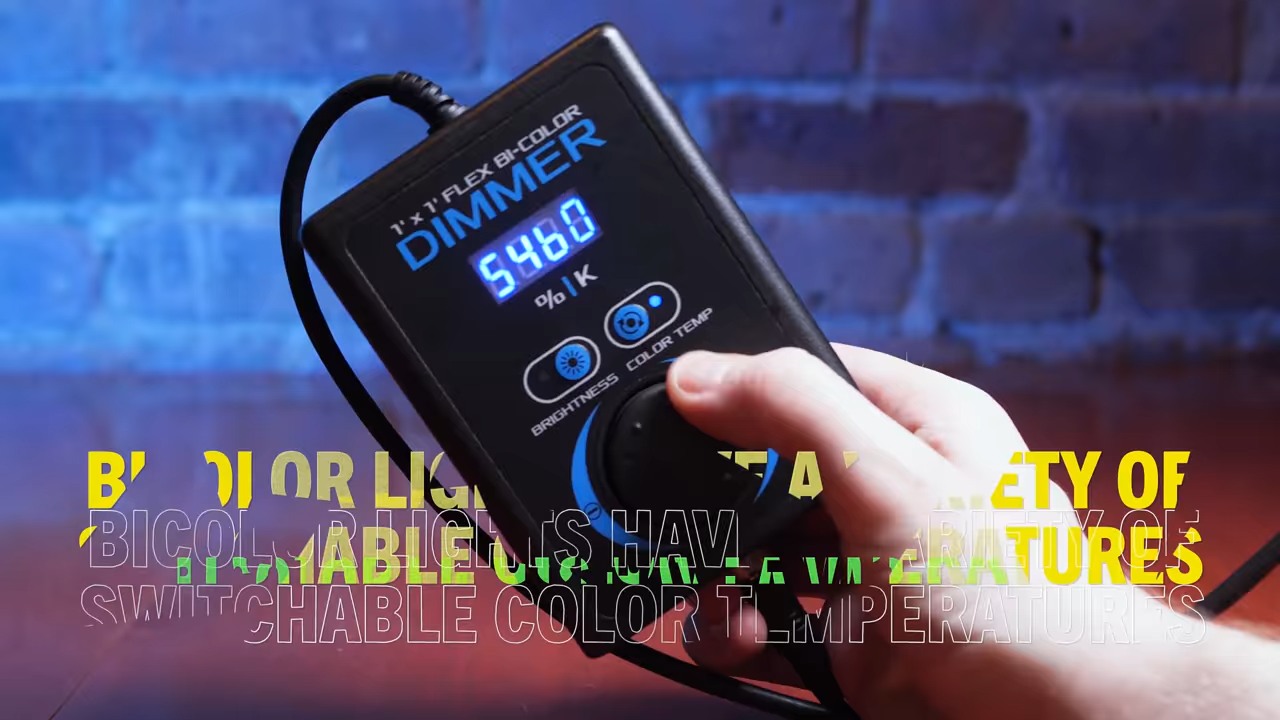 1' x 1' FLEX BI-COLOR
DIMMER
5460
% | K
BRIGHTNESS COLOR TEMP
BICOLOR LIGHTS HAVE A VARIETY OF
SWITCHABLE COLOR TEMPERATURES